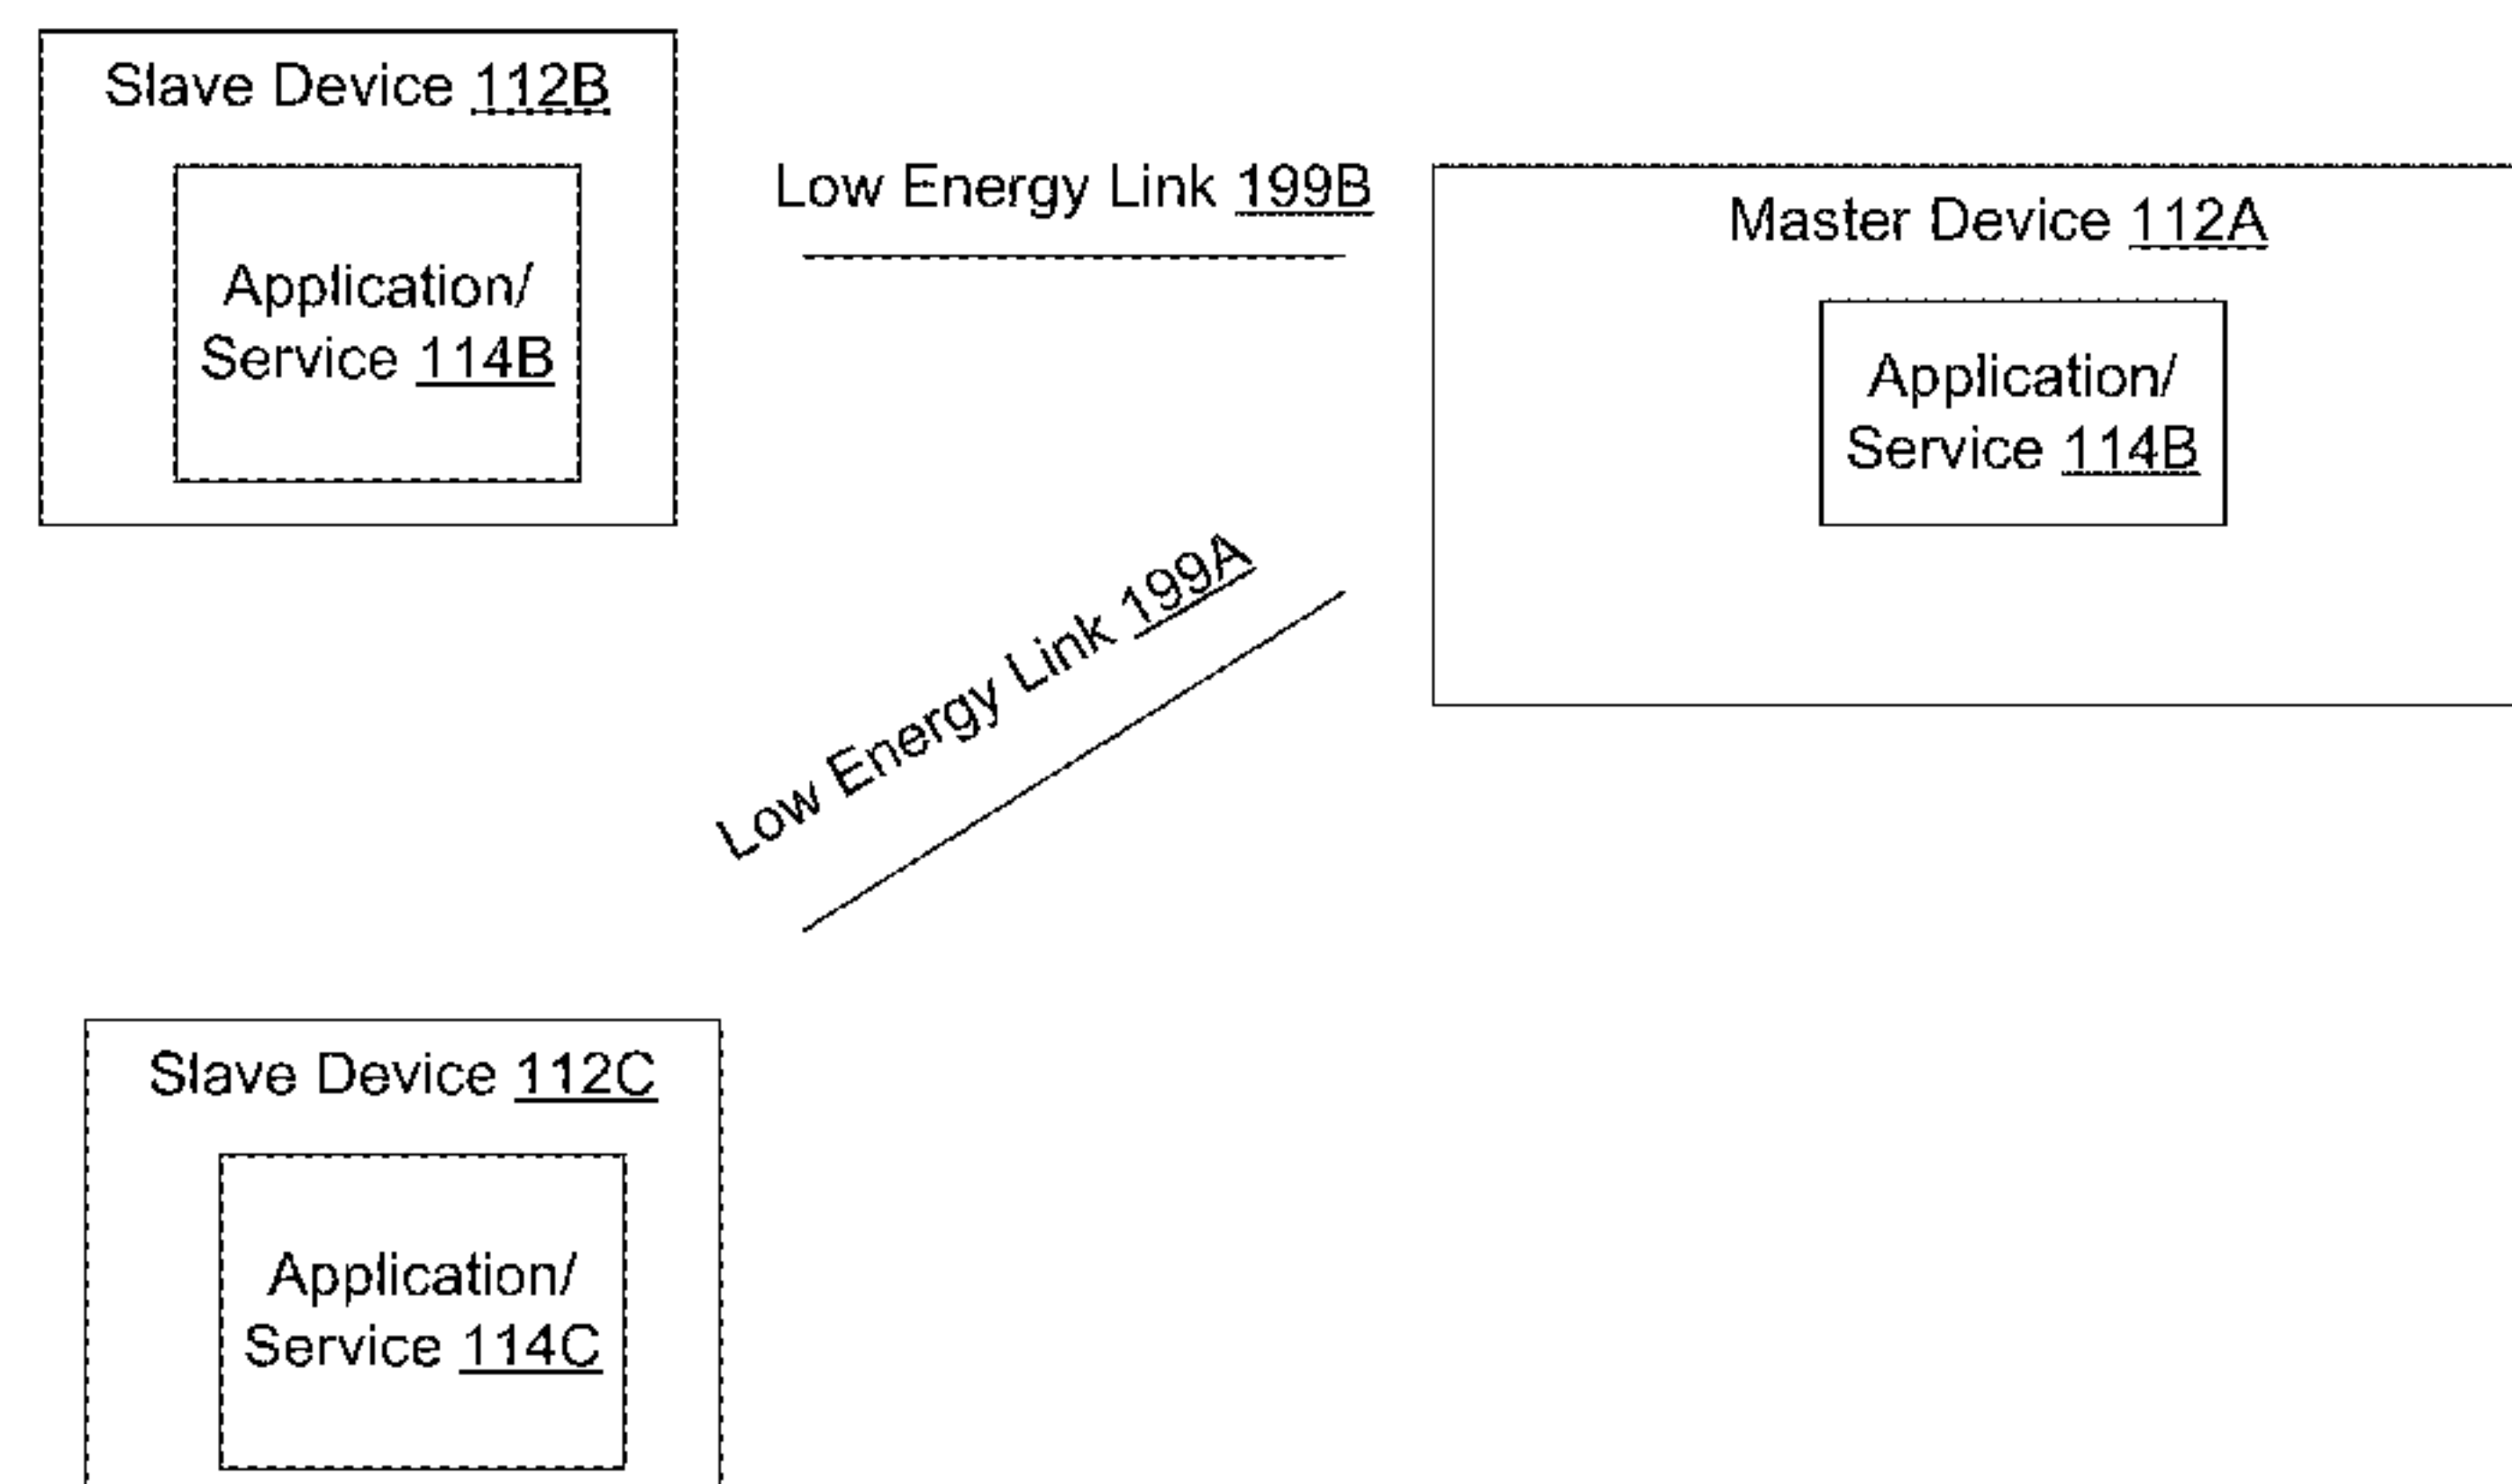 Slave Device 112B
Application/
Service 114B
Low Energy Link 199B
Master Device 112A
Application/
Service 114B
Low Energy Link 199A
Slave Device 112C
Application/
Service 114C